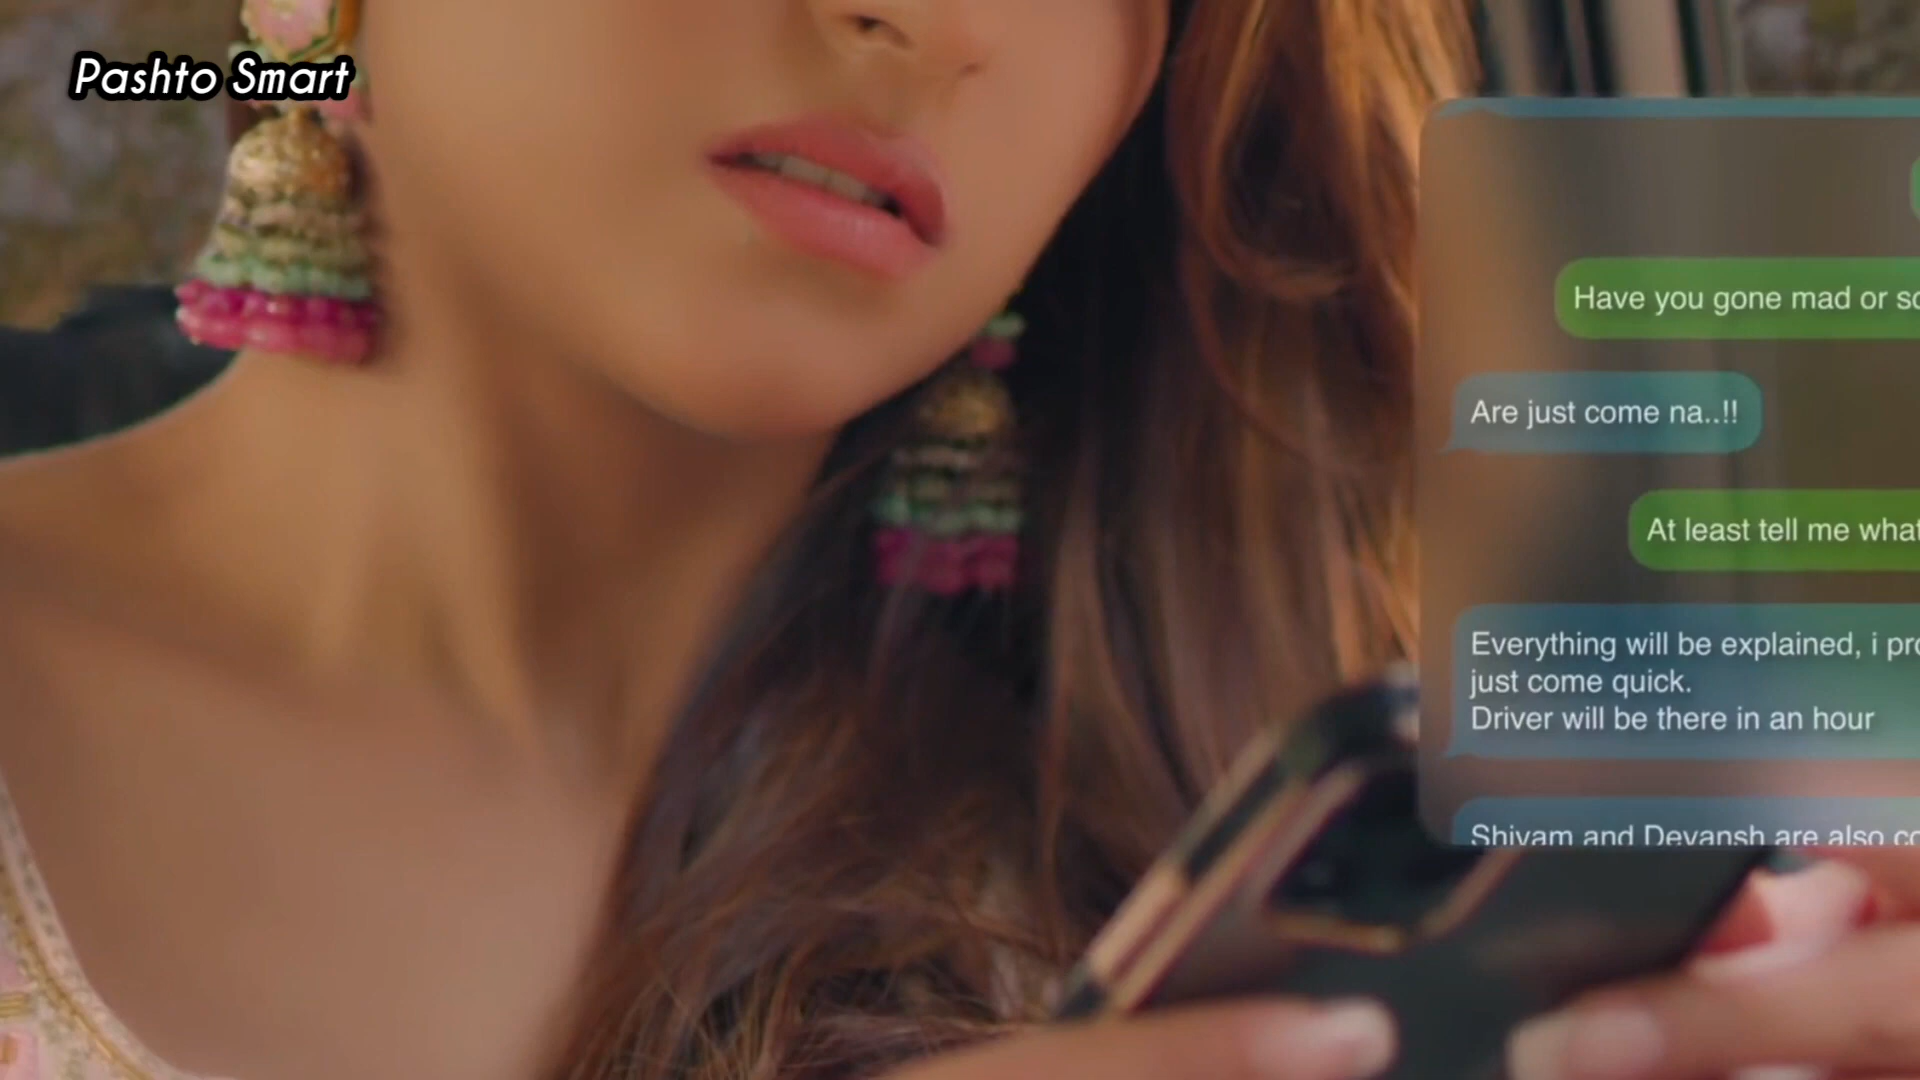 Pashto Smart
Have you gone mad or
Are just come na..!!
At least tell me what
Everything will be explained, i
just come quick.
Driver will be there in an hour
Shivam and Devansh are also